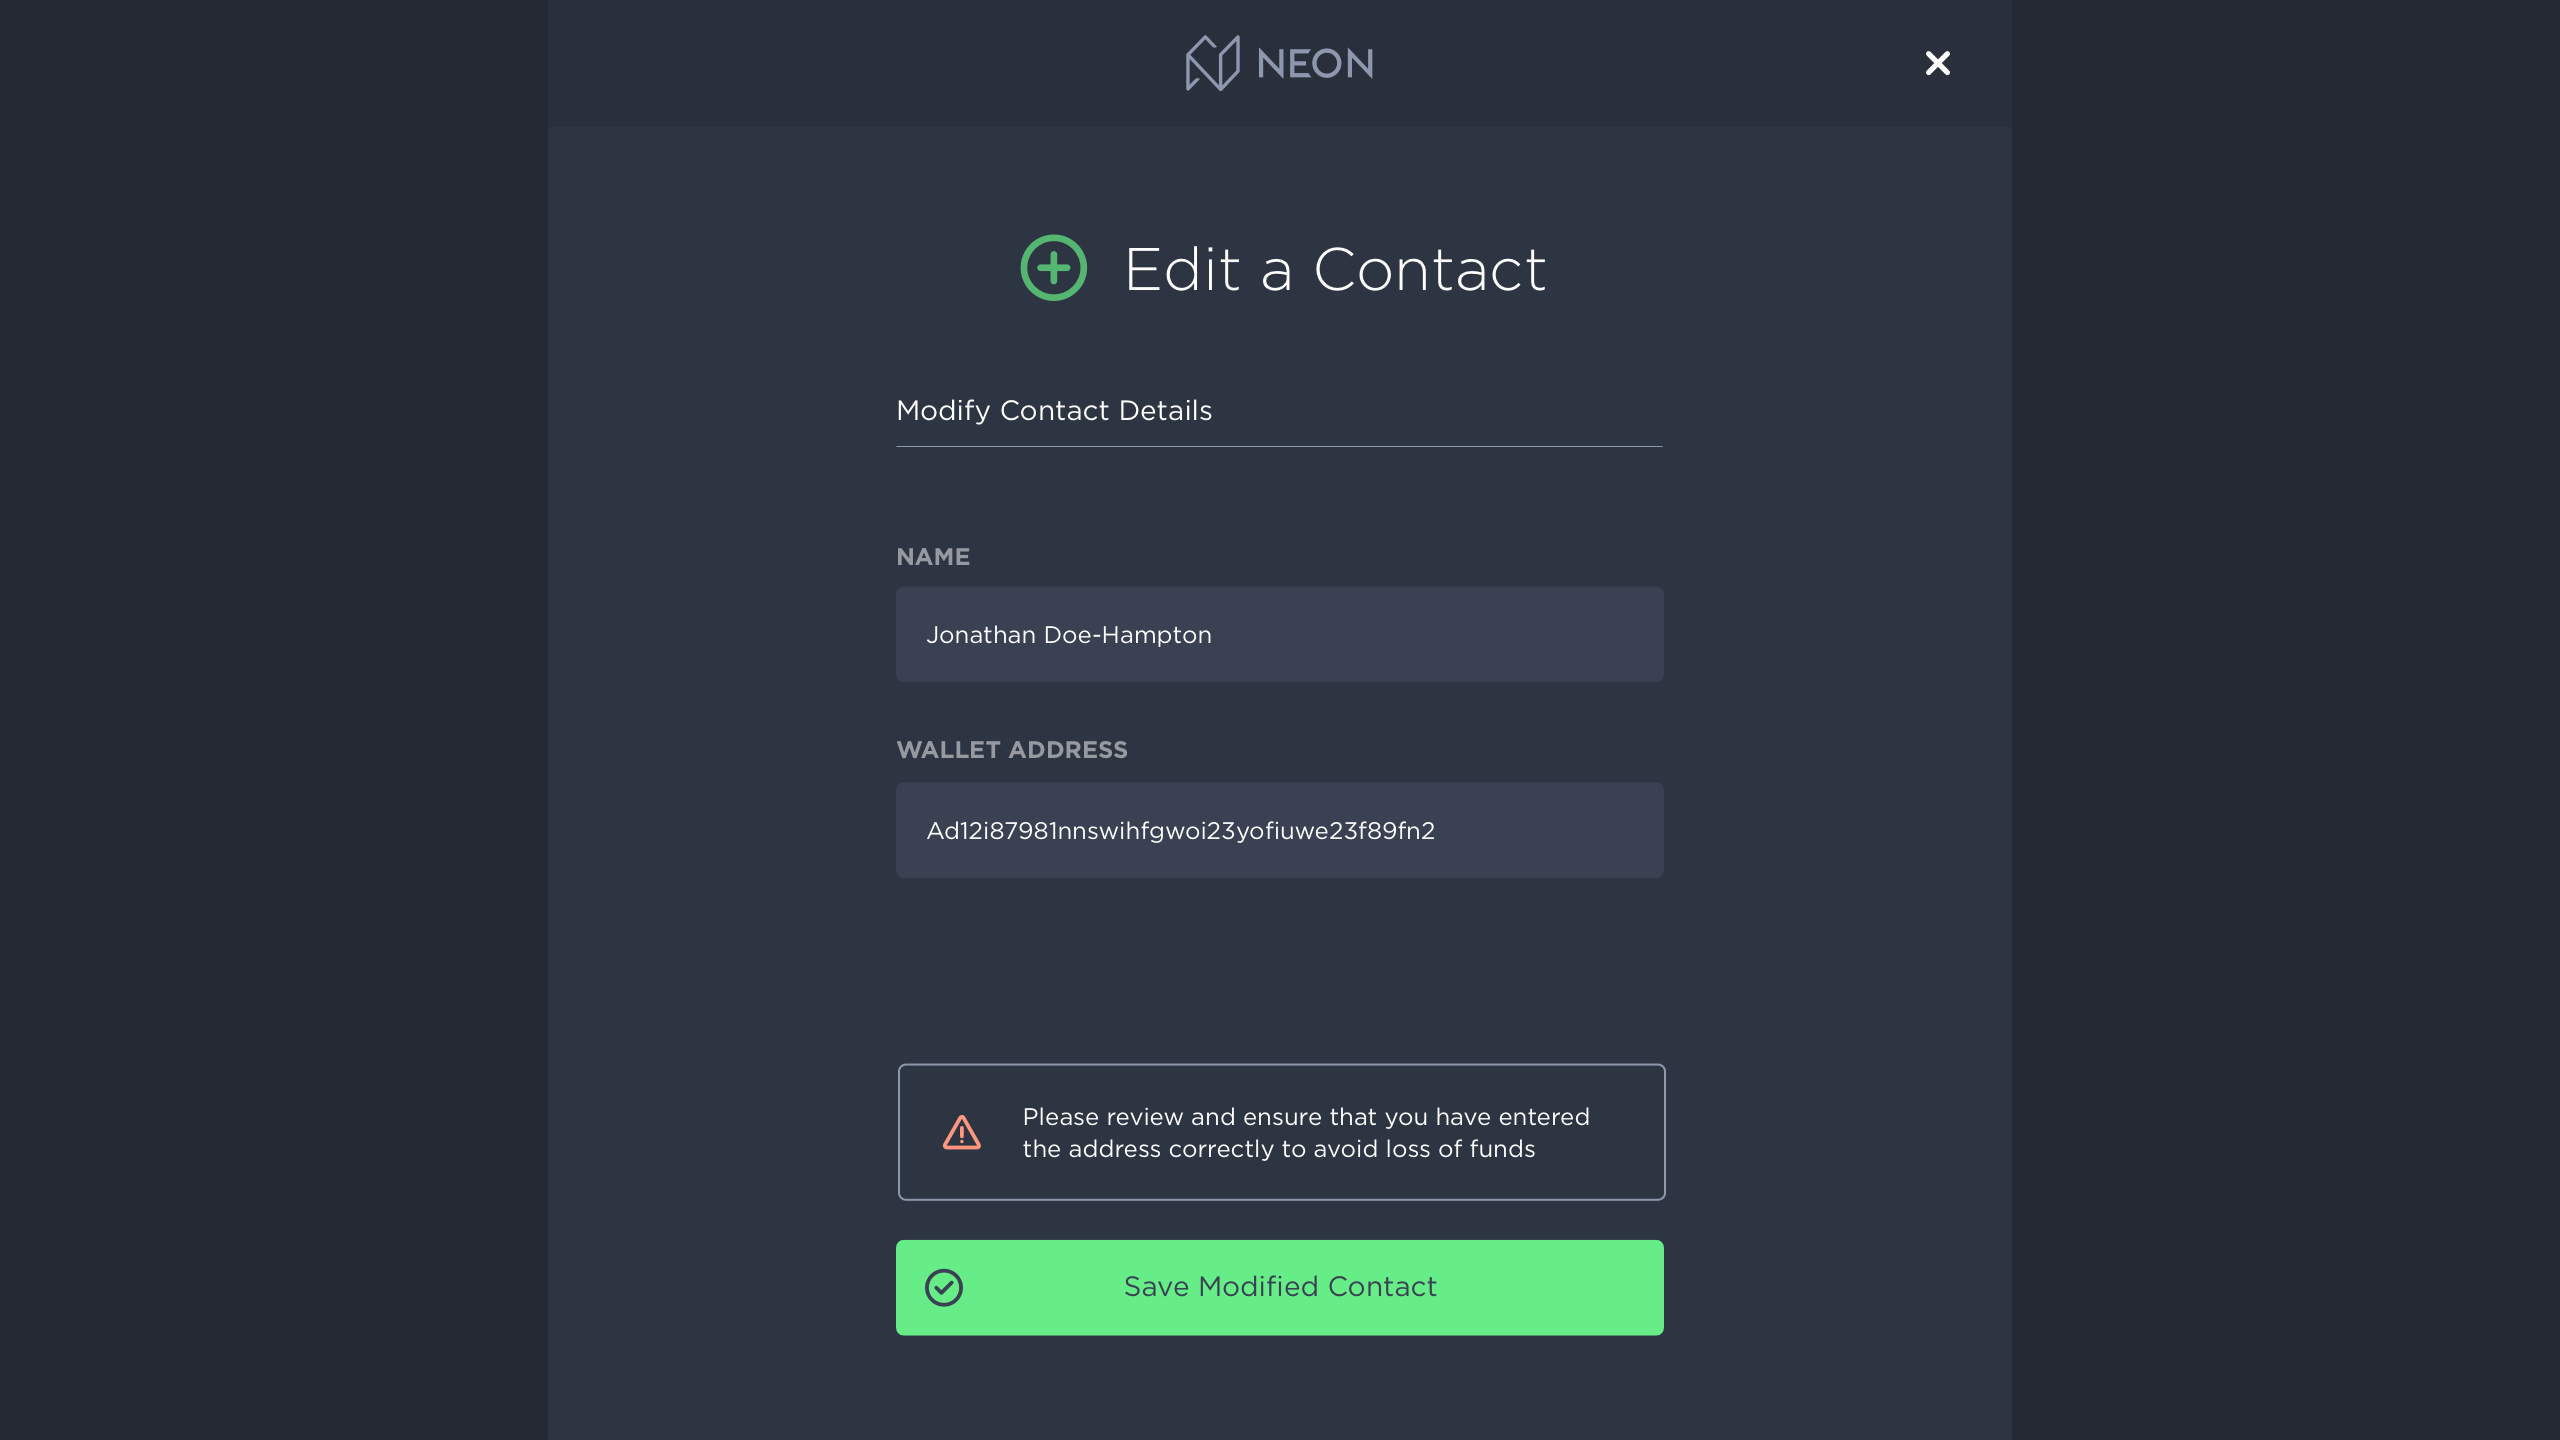 NEON
Edit a Contact
Modify Contact Details
NAME
Jonathan Doe-Hampton
WALLET ADDRESS
Ad12i87981nnswihfgwoi23yofiuwe23f89fn2
Please review and ensure that you have entered
the address correctly to avoid loss of funds
Save Modified Contact